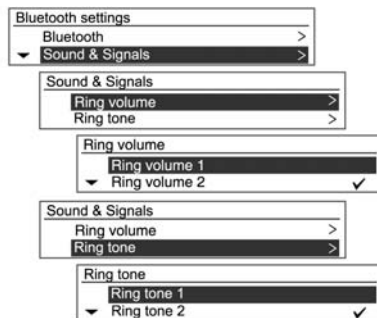 Bluetooth settings
Bluetooth >
Sound & Signals >
Sound & Signals
Ring volume >
Ring tone >
Ring volume
Ring volume 1
Ring volume 2 ✓
Sound & Signals
Ring volume >
Ring tone >
Ring tone
Ring tone 1
Ring tone 2 ✓